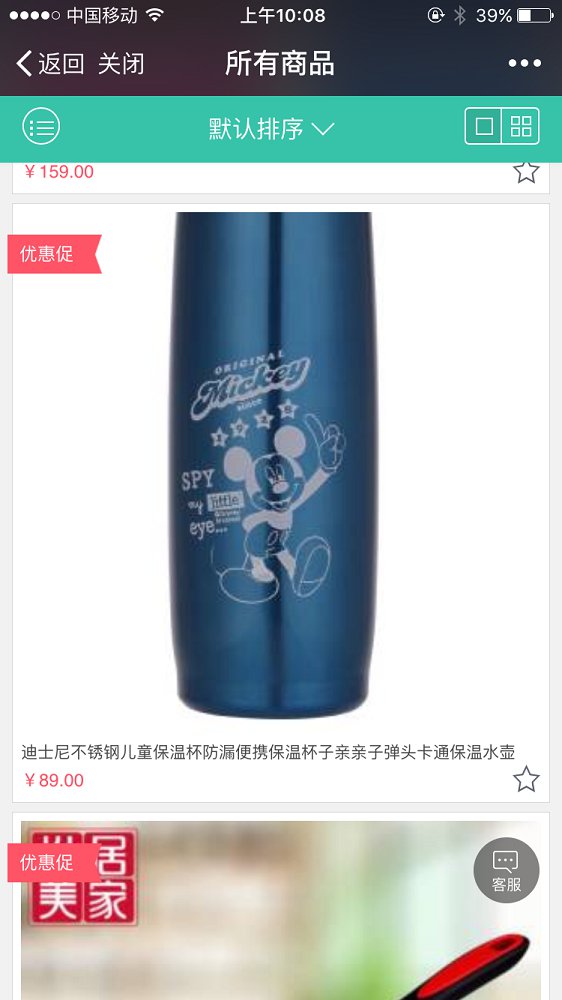 中国移动
上午10:08
39%
返回 关闭
所有商品
默认排序
￥159.00
优惠促
ORIGINAL
Mickey
since
1928
SPY
my little
eye...
迪士尼不锈钢儿童保温杯防漏便携保温杯子亲亲子弹头卡通保温水壶
￥89.00
优惠促
居
美家
客服